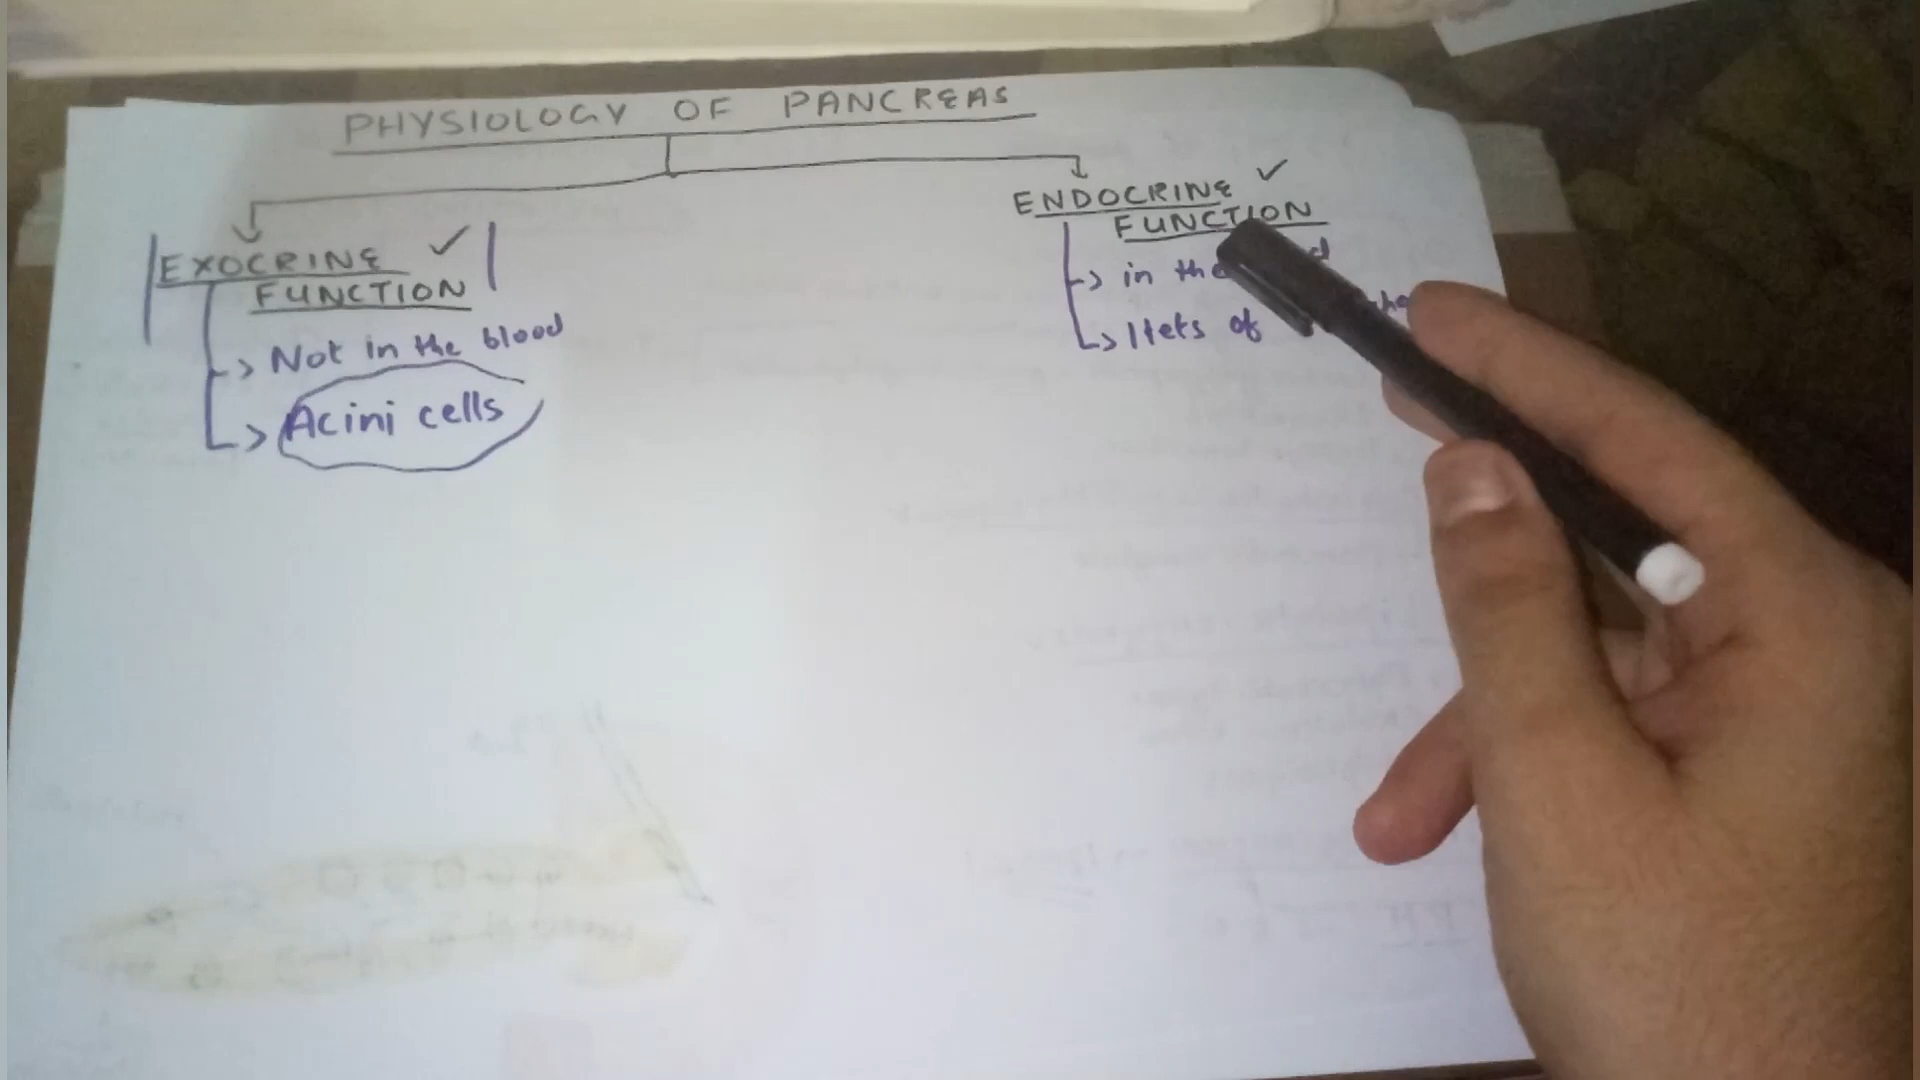 PHYSIOLOGY OF PANCREAS
EXOCRINE ✓
FUNCTION
-> Not in the blood
-> Acini cells
ENDOCRINE ✓
FUNCTION
-> in the
-> Ilets of